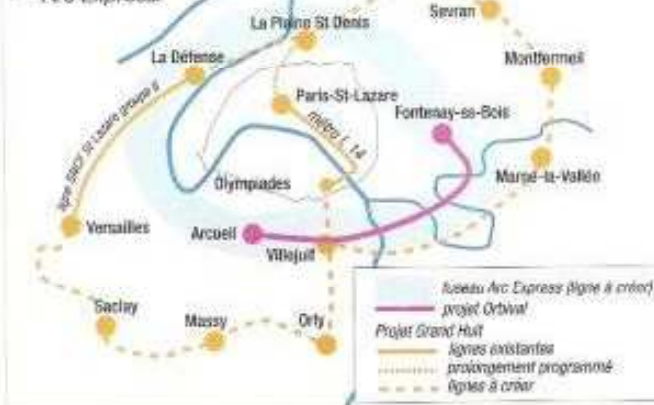 Sevran
La Plaine St Denis
La Défense
Montfermeil
Paris-St-Lazare
Fontenay-ss-Bois
métro l. 14
Olympiades
Marne-la-Vallée
Versailles
Arcueil
Villejuif
Saclay
Massy
Orly
fuseau Arc Express (ligne à créer)
projet Orbival
Projet Grand Huit
lignes existantes
prolongement programmé
lignes à créer